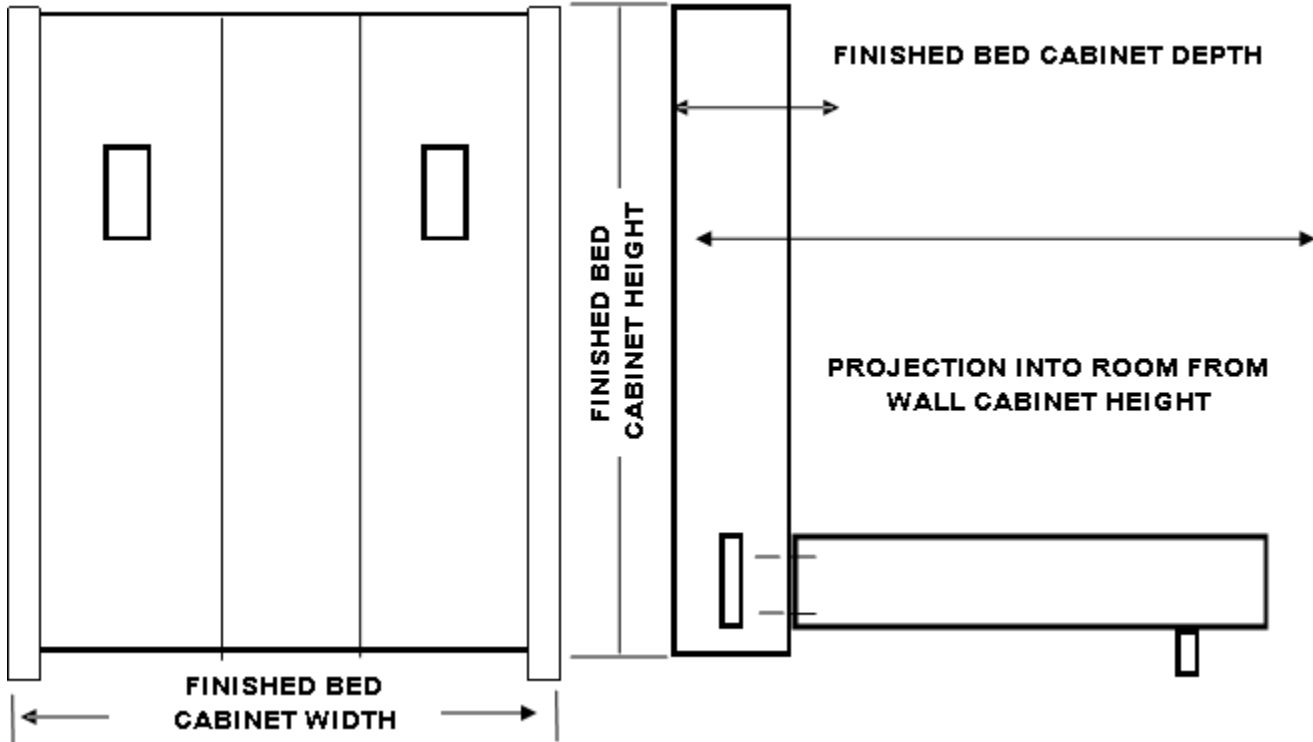 FINISHED BED CABINET DEPTH
FINISHED BED
CABINET HEIGHT
PROJECTION INTO ROOM FROM
WALL CABINET HEIGHT
FINISHED BED
CABINET WIDTH